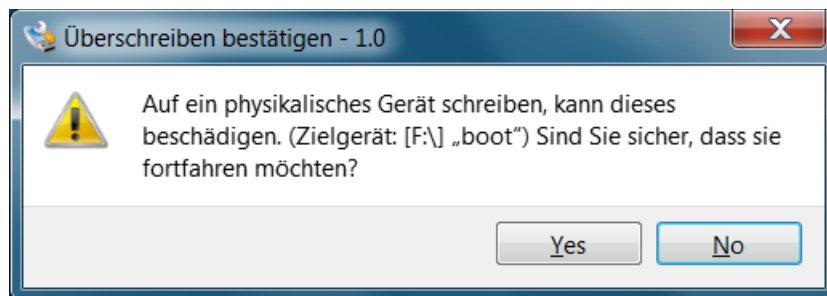 Überschreiben bestätigen - 1.0
Auf ein physikalisches Gerät schreiben, kann dieses
beschädigen. (Zielgerät: [F:\] „boot“) Sind Sie sicher, dass sie
fortfahren möchten?
Yes
No